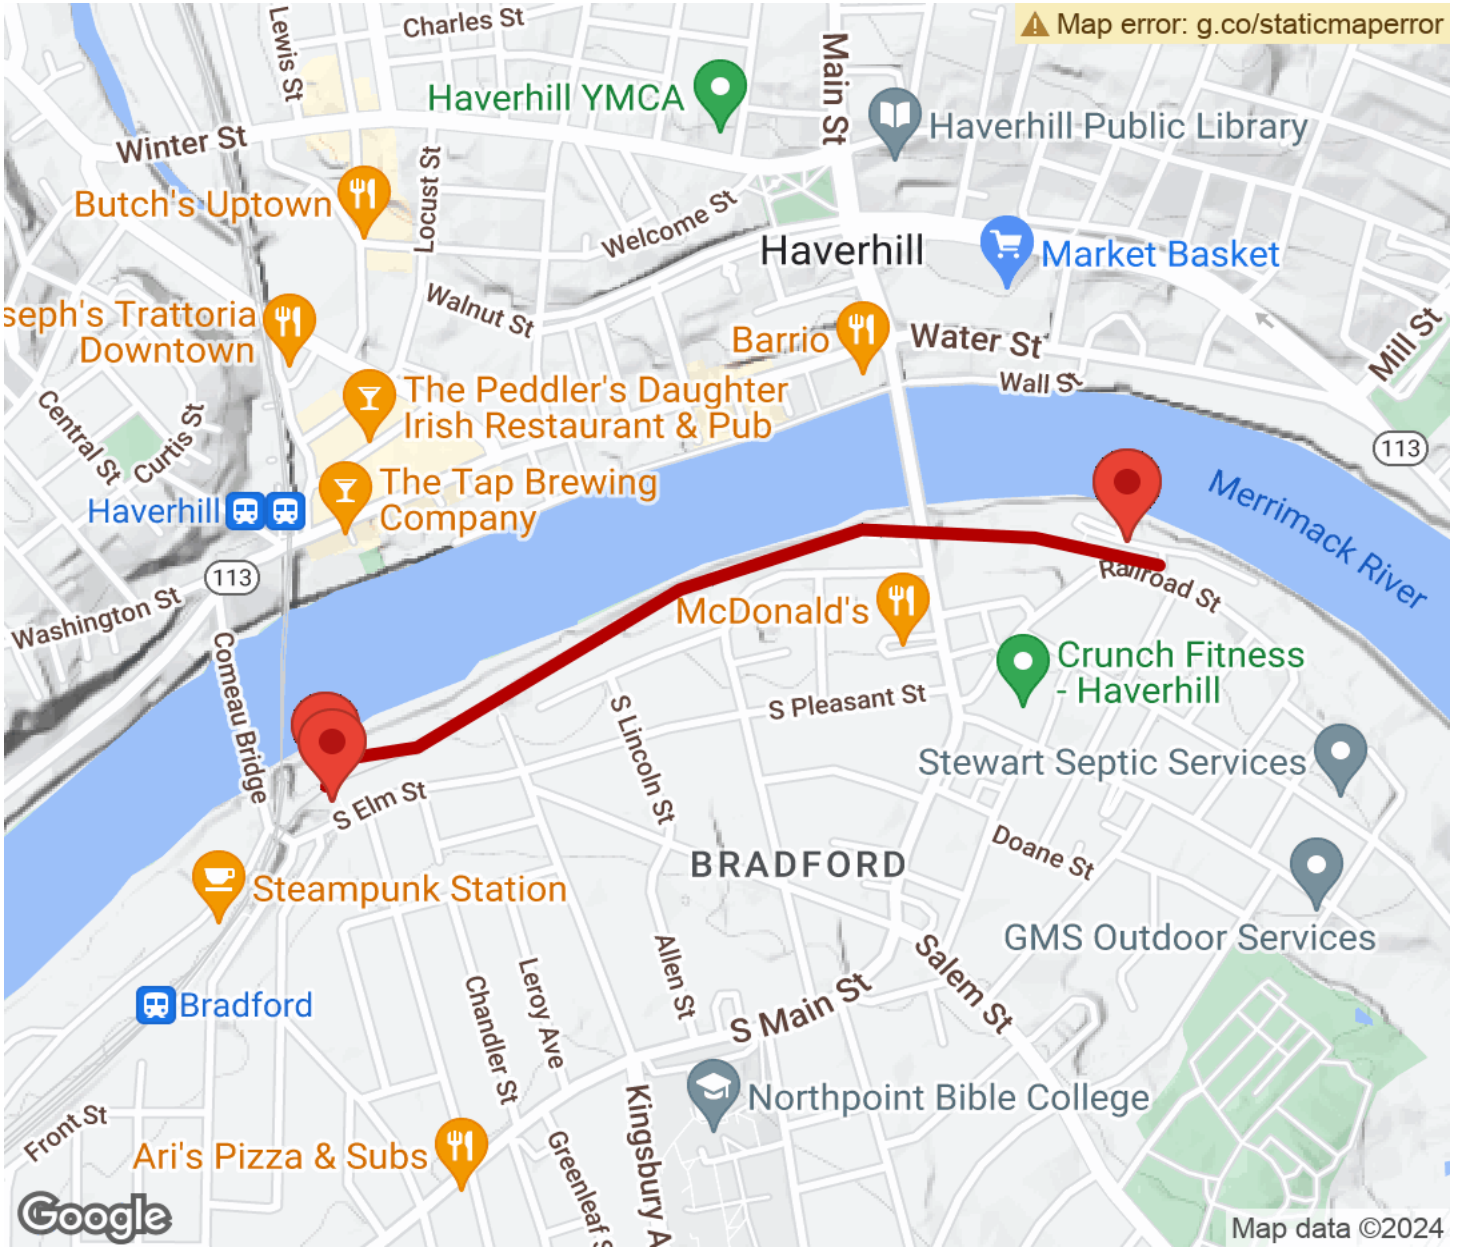 Map error: g.co/staticmaperror
Charles St
Lewis St
Main St
Haverhill YMCA
Haverhill Public Library
Winter St
Locust St
Butch's Uptown
Welcome St
Haverhill
Market Basket
Walnut St
seph's Trattoria
Downtown
Barrio
Water St
Mill St
Wall St
The Peddler's Daughter
Irish Restaurant & Pub
Central St
Curtis St
113
The Tap Brewing
Company
Haverhill
Merrimack River
113
Railroad St
Washington St
McDonald's
Comeau Bridge
Crunch Fitness
- Haverhill
S Pleasant St
S Lincoln St
Stewart Septic Services
S Elm St
Doane St
BRADFORD
Steampunk Station
GMS Outdoor Services
Allen St
Salem St
Leroy Ave
Chandler St
Bradford
S Main St
Northpoint Bible College
Kingsbury A
Front St
Ari's Pizza & Subs
Greenleaf S
Google
Map data ©2024